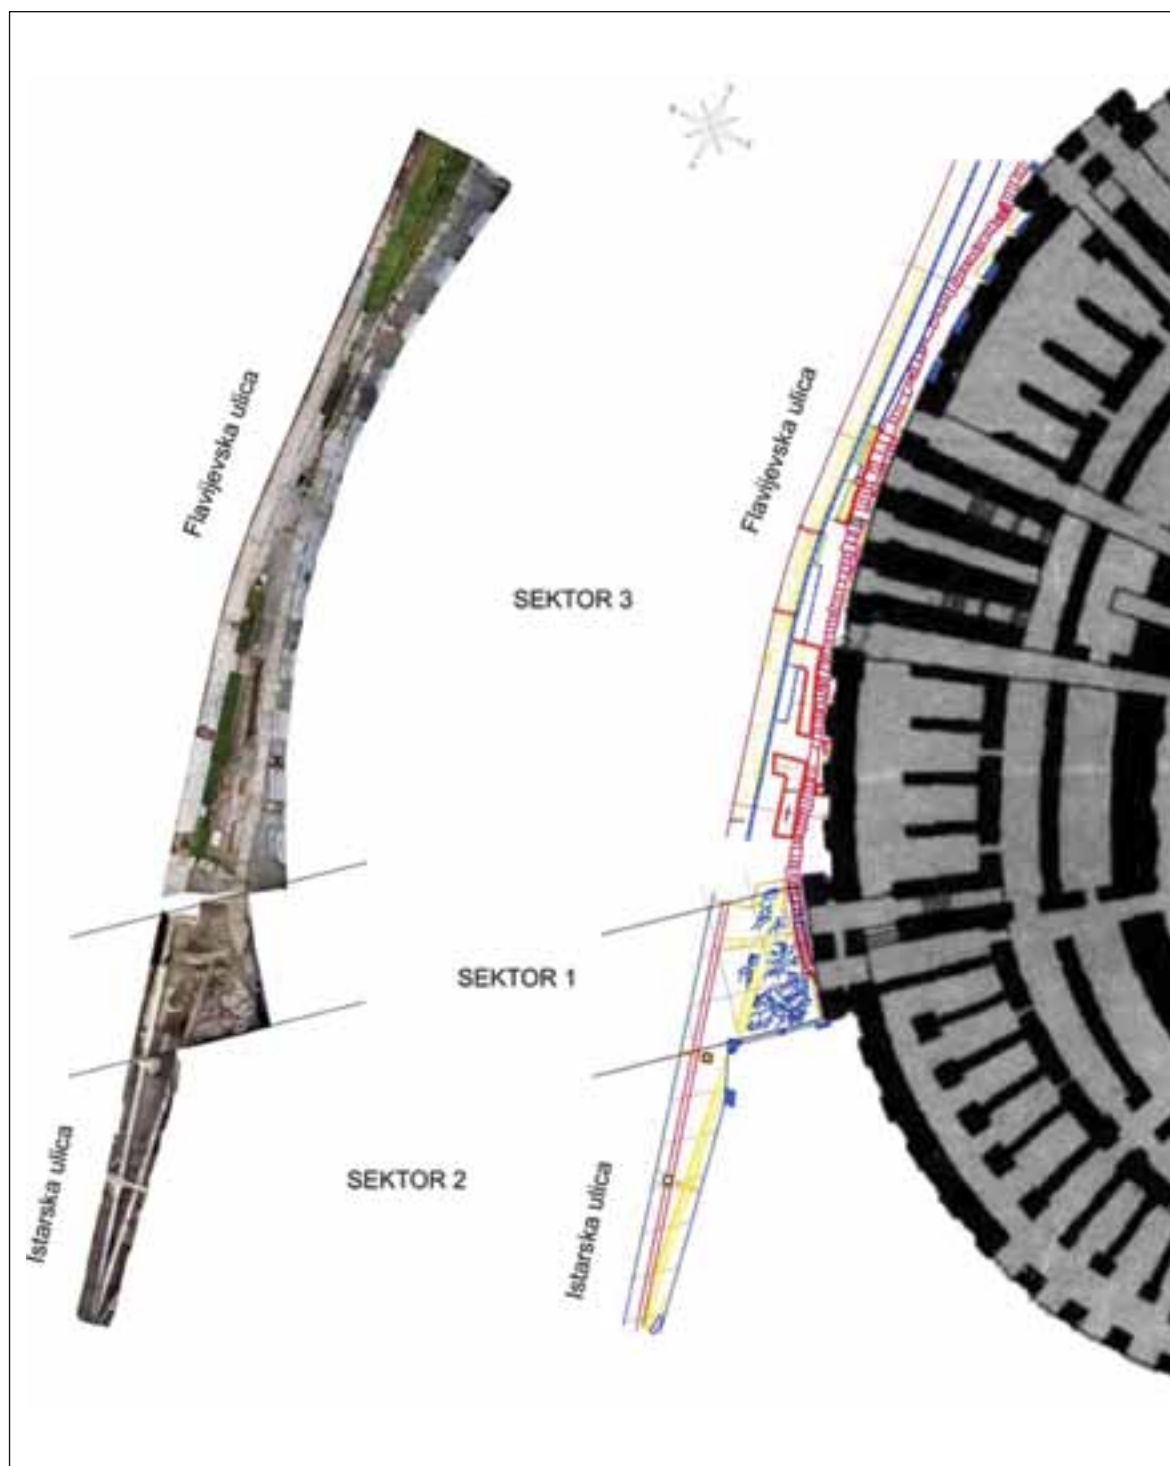 Flavijevska ulica
Flavijevska ulica
SEKTOR 3
SEKTOR 1
SEKTOR 2
Istarska ulica
Istarska ulica